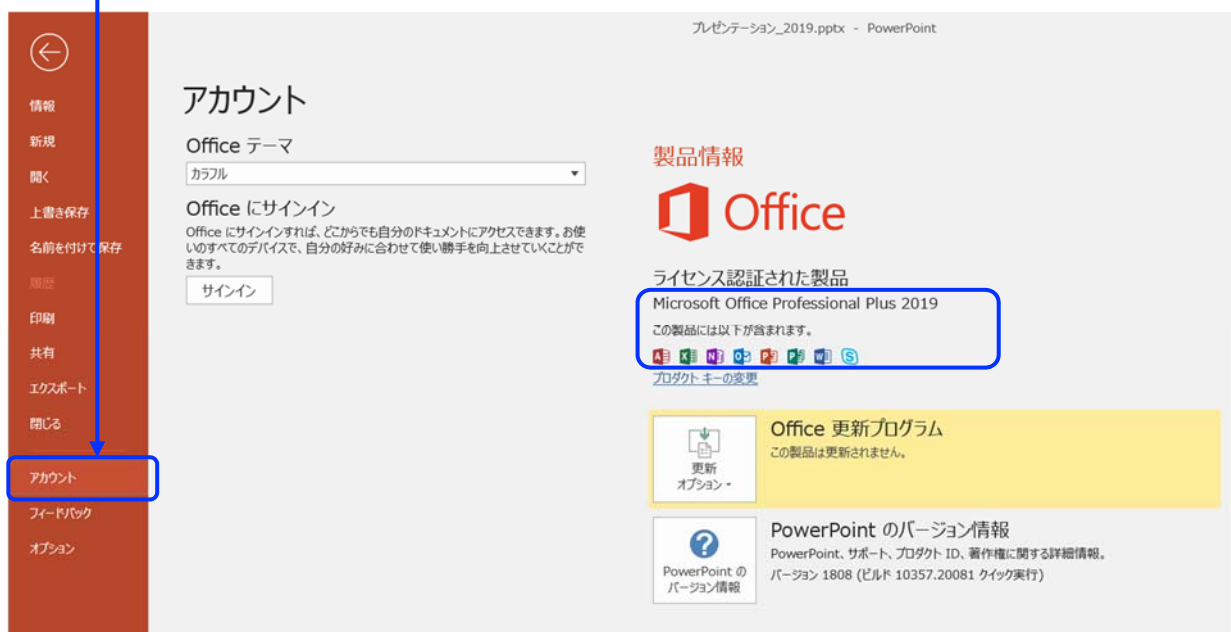 プレゼンテーション_2019.pptx - PowerPoint
情報
新規
開く
上書き保存
名前を付けて保存
履歴
印刷
共有
エクスポート
閉じる
アカウント
フィードバック
オプション
アカウント
Office テーマ
カラフル
Office にサインイン
Office にサインインすれば、どこからでも自分のドキュメントにアクセスできます。お使
いのすべてのデバイスで、自分の好みに合わせて使い勝手を向上させていくことがで
きます。
サインイン
製品情報
Office
ライセンス認証された製品
Microsoft Office Professional Plus 2019
この製品には以下が含まれます。
プロダクト キーの変更
更新
オプション
Office 更新プログラム
この製品は更新されません。
PowerPoint の
バージョン情報
PowerPoint のバージョン情報
PowerPoint、サポート、プロダクト ID、著作権に関する詳細情報。
バージョン 1808 (ビルド 10357.20081 クイック実行)